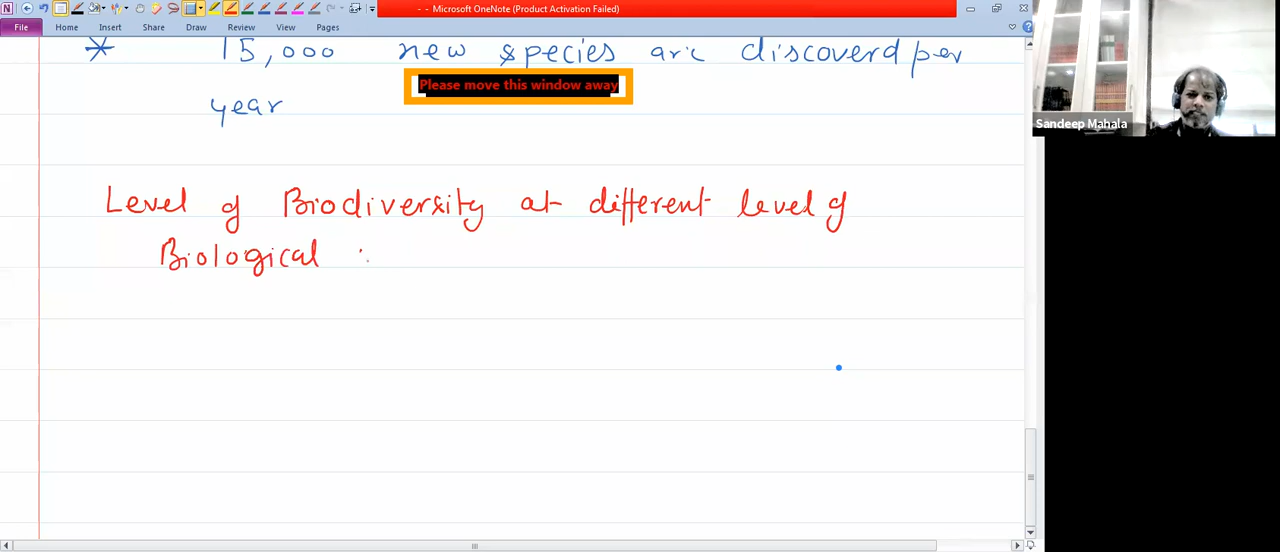 - - Microsoft OneNote (Product Activation Failed)
File Home Insert Share Draw Review View
* 15,000 new species are discoverd per
Please move this window away
year
Sandeep Mahala
Level of Biodiversity at different level of
Biological :